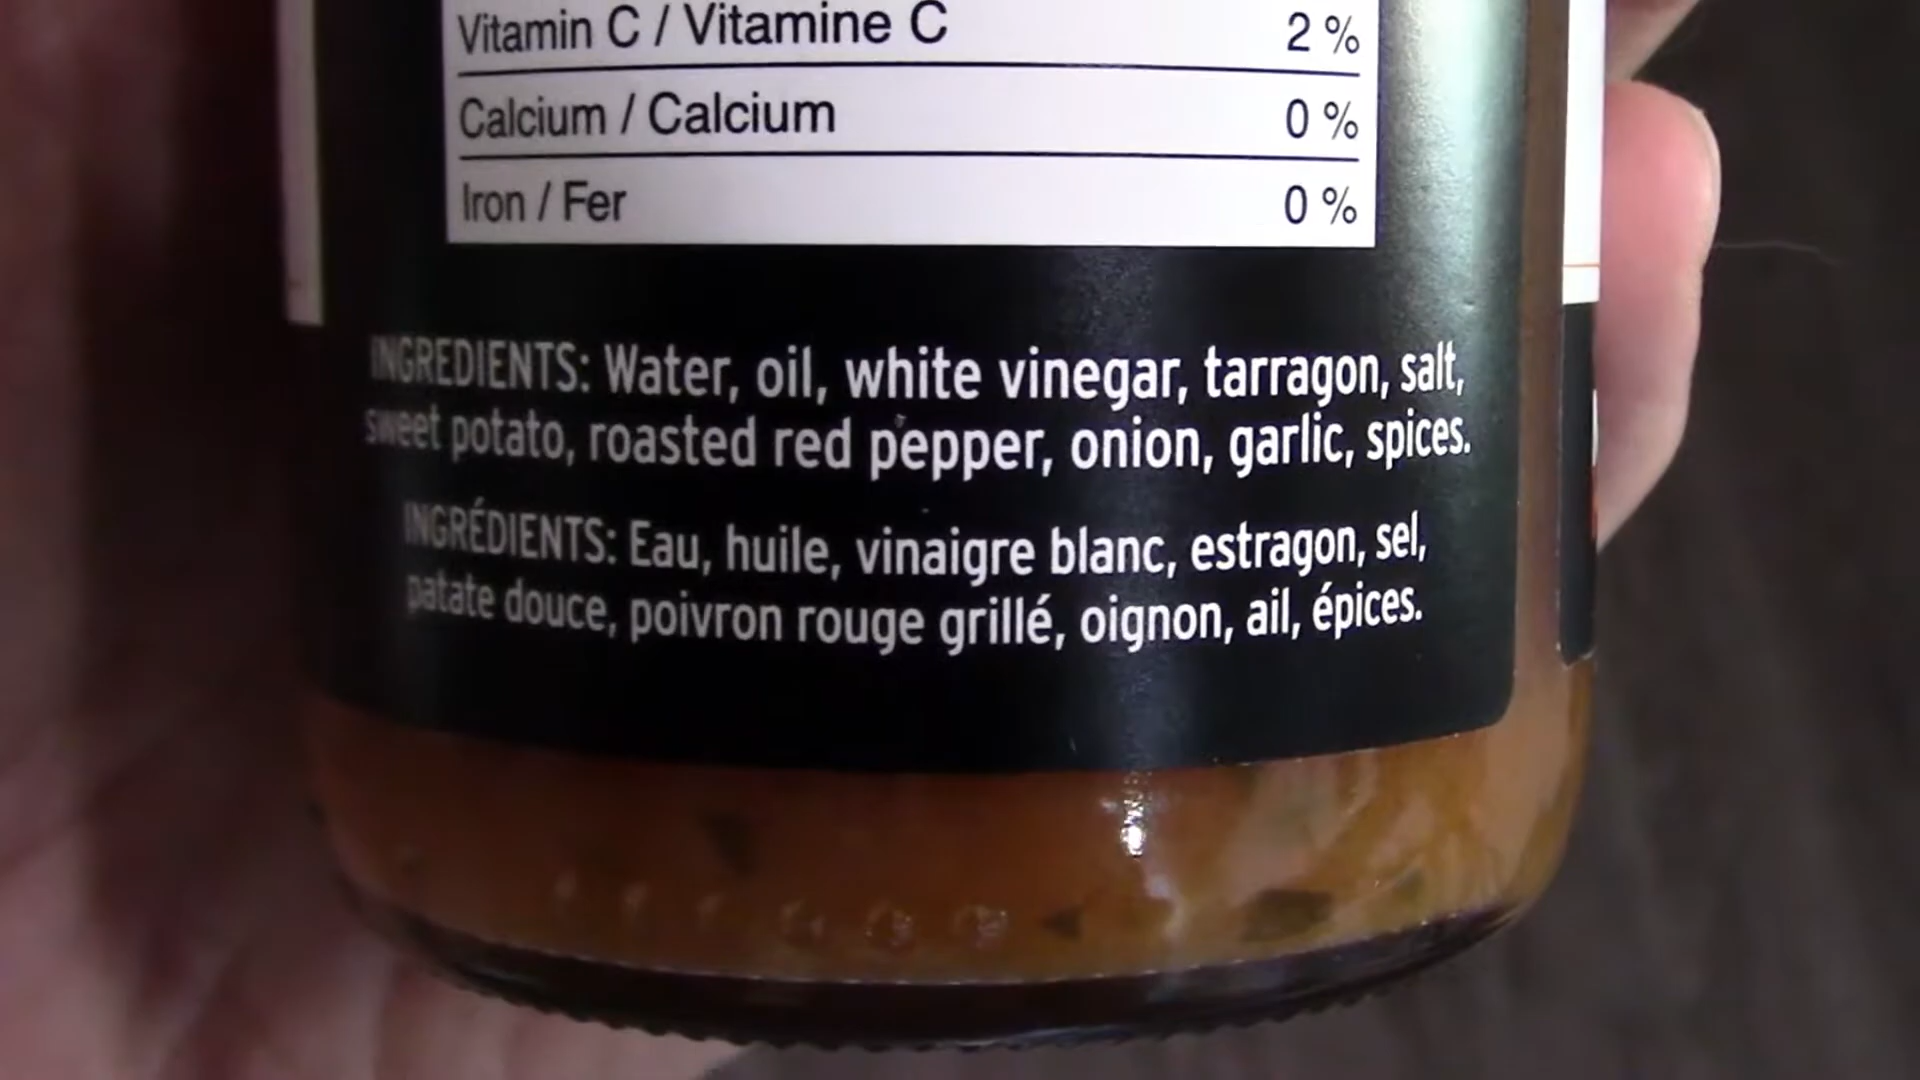 Vitamin C / Vitamine C 2 %
Calcium / Calcium 0 %
Iron / Fer 0 %
INGREDIENTS: Water, oil, white vinegar, tarragon, salt,
sweet potato, roasted red pepper, onion, garlic, spices.
INGRÉDIENTS: Eau, huile, vinaigre blanc, estragon, sel,
patate douce, poivron rouge grillé, oignon, ail, épices.